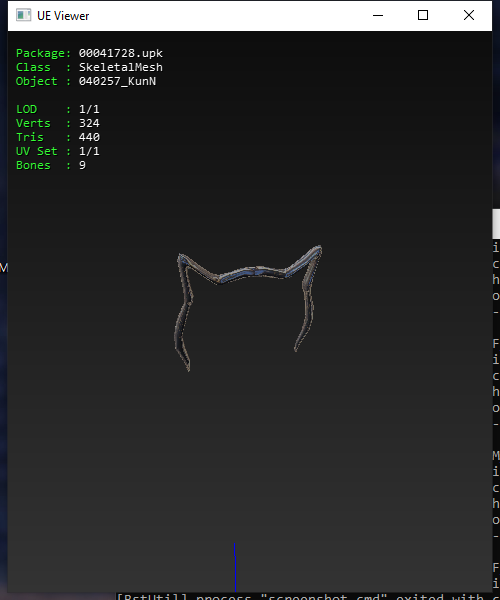 UE Viewer
Package: 00041728.upk
Class  : SkeletalMesh
Object : 040257_KunN
LOD    : 1/1
Verts  : 324
Tris   : 440
UV Set : 1/1
Bones  : 9
M
i
c
h
o
-
F
i
c
h
o
-
M
i
c
h
o
-
F
i
[BstUtil] process "screenshot.cmd" exited with c